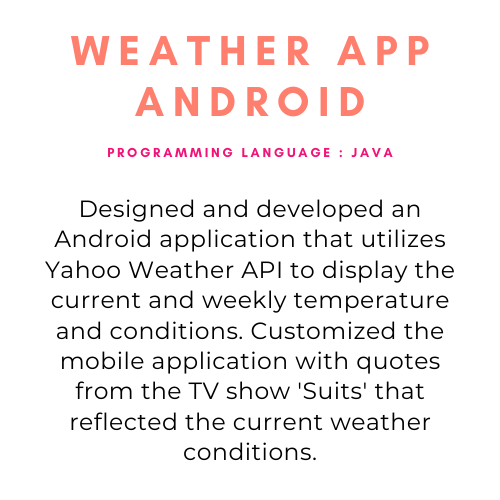 WEATHER APP
ANDROID
PROGRAMMING LANGUAGE : JAVA
Designed and developed an
Android application that utilizes
Yahoo Weather API to display the
current and weekly temperature
and conditions. Customized the
mobile application with quotes
from the TV show 'Suits' that
reflected the current weather
conditions.